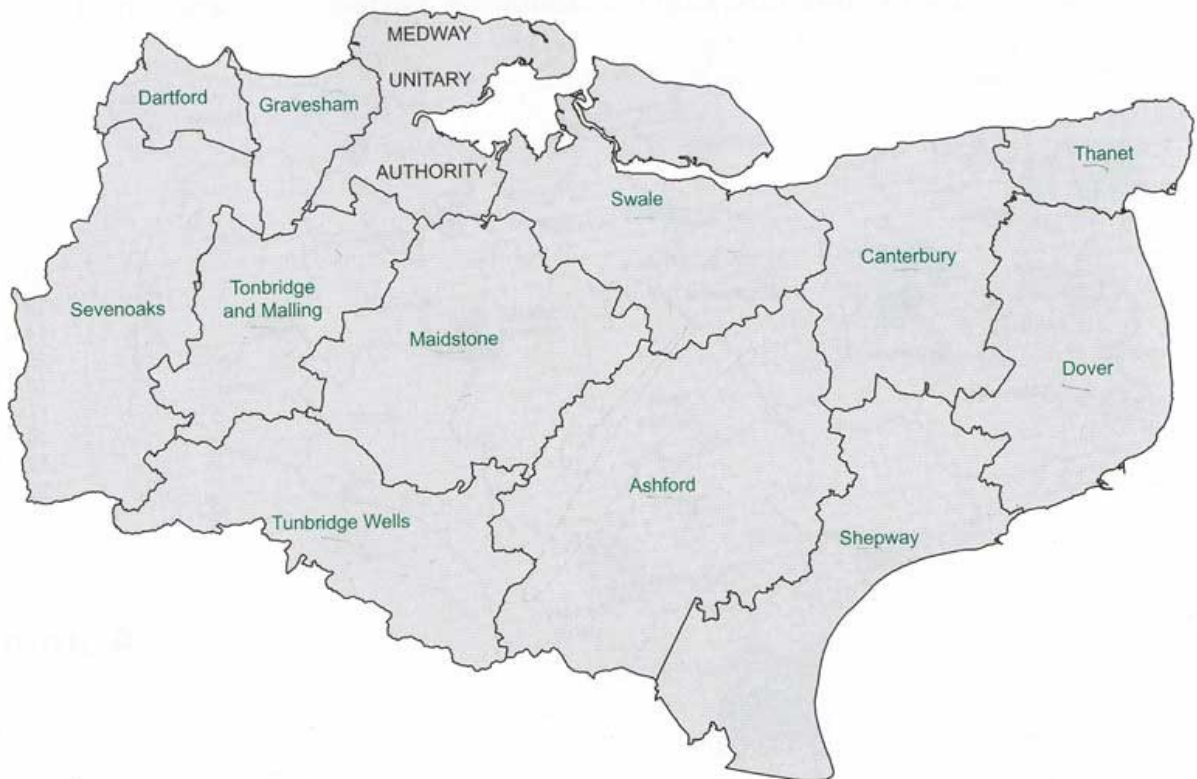 MEDWAY
UNITARY
AUTHORITY
Dartford
Gravesham
Thanet
Swale
Canterbury
Sevenoaks
Tonbridge
and Malling
Maidstone
Dover
Ashford
Tunbridge Wells
Shepway